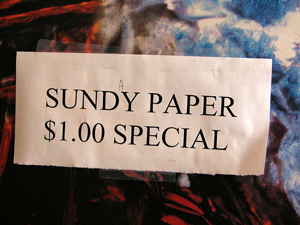 A
SUNDY PAPER
$1.00 SPECIAL